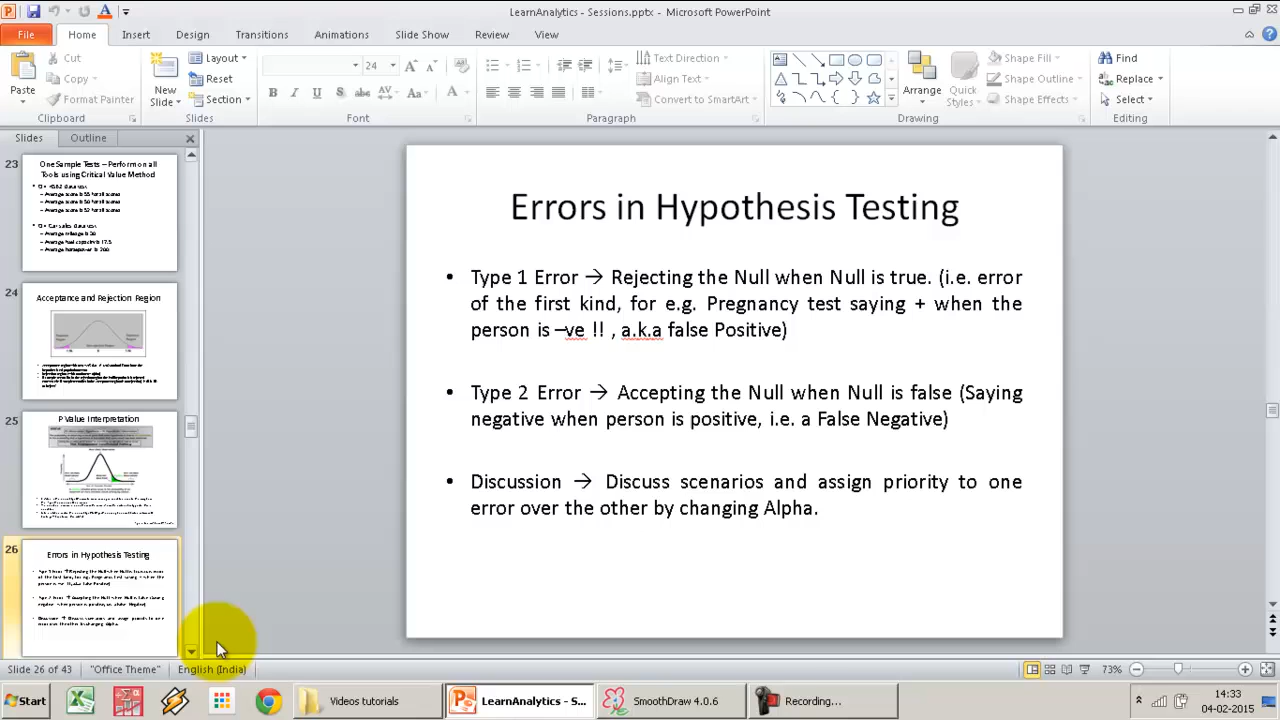 LearnAnalytics - Sessions.pptx - Microsoft PowerPoint
File Home Insert Design Transitions Animations Slide Show Review View
Paste
Cut
Copy
Format Painter
Clipboard
New Slide
Layout
Reset
Section
Slides
24
Font
Text Direction
Align Text
Convert to SmartArt
Paragraph
Arrange
Quick Styles
Shape Fill
Shape Outline
Shape Effects
Drawing
Find
Replace
Select
Editing
Slides Outline
23
One Sample Tests – Perform on all
Tools using Critical Value Method
24
Acceptance and Rejection Region
25
P Value Interpretation
26
Errors in Hypothesis Testing
Errors in Hypothesis Testing
• Type 1 Error → Rejecting the Null when Null is true. (i.e. error
of the first kind, for e.g. Pregnancy test saying + when the
person is –ve !! , a.k.a false Positive)
• Type 2 Error → Accepting the Null when Null is false (Saying
negative when person is positive, i.e. a False Negative)
• Discussion → Discuss scenarios and assign priority to one
error over the other by changing Alpha.
Slide 26 of 43 "Office Theme" English (India) 73%
Start Videos tutorials LearnAnalytics - S... SmoothDraw 4.0.6 Recording... 14:33
04-02-2015